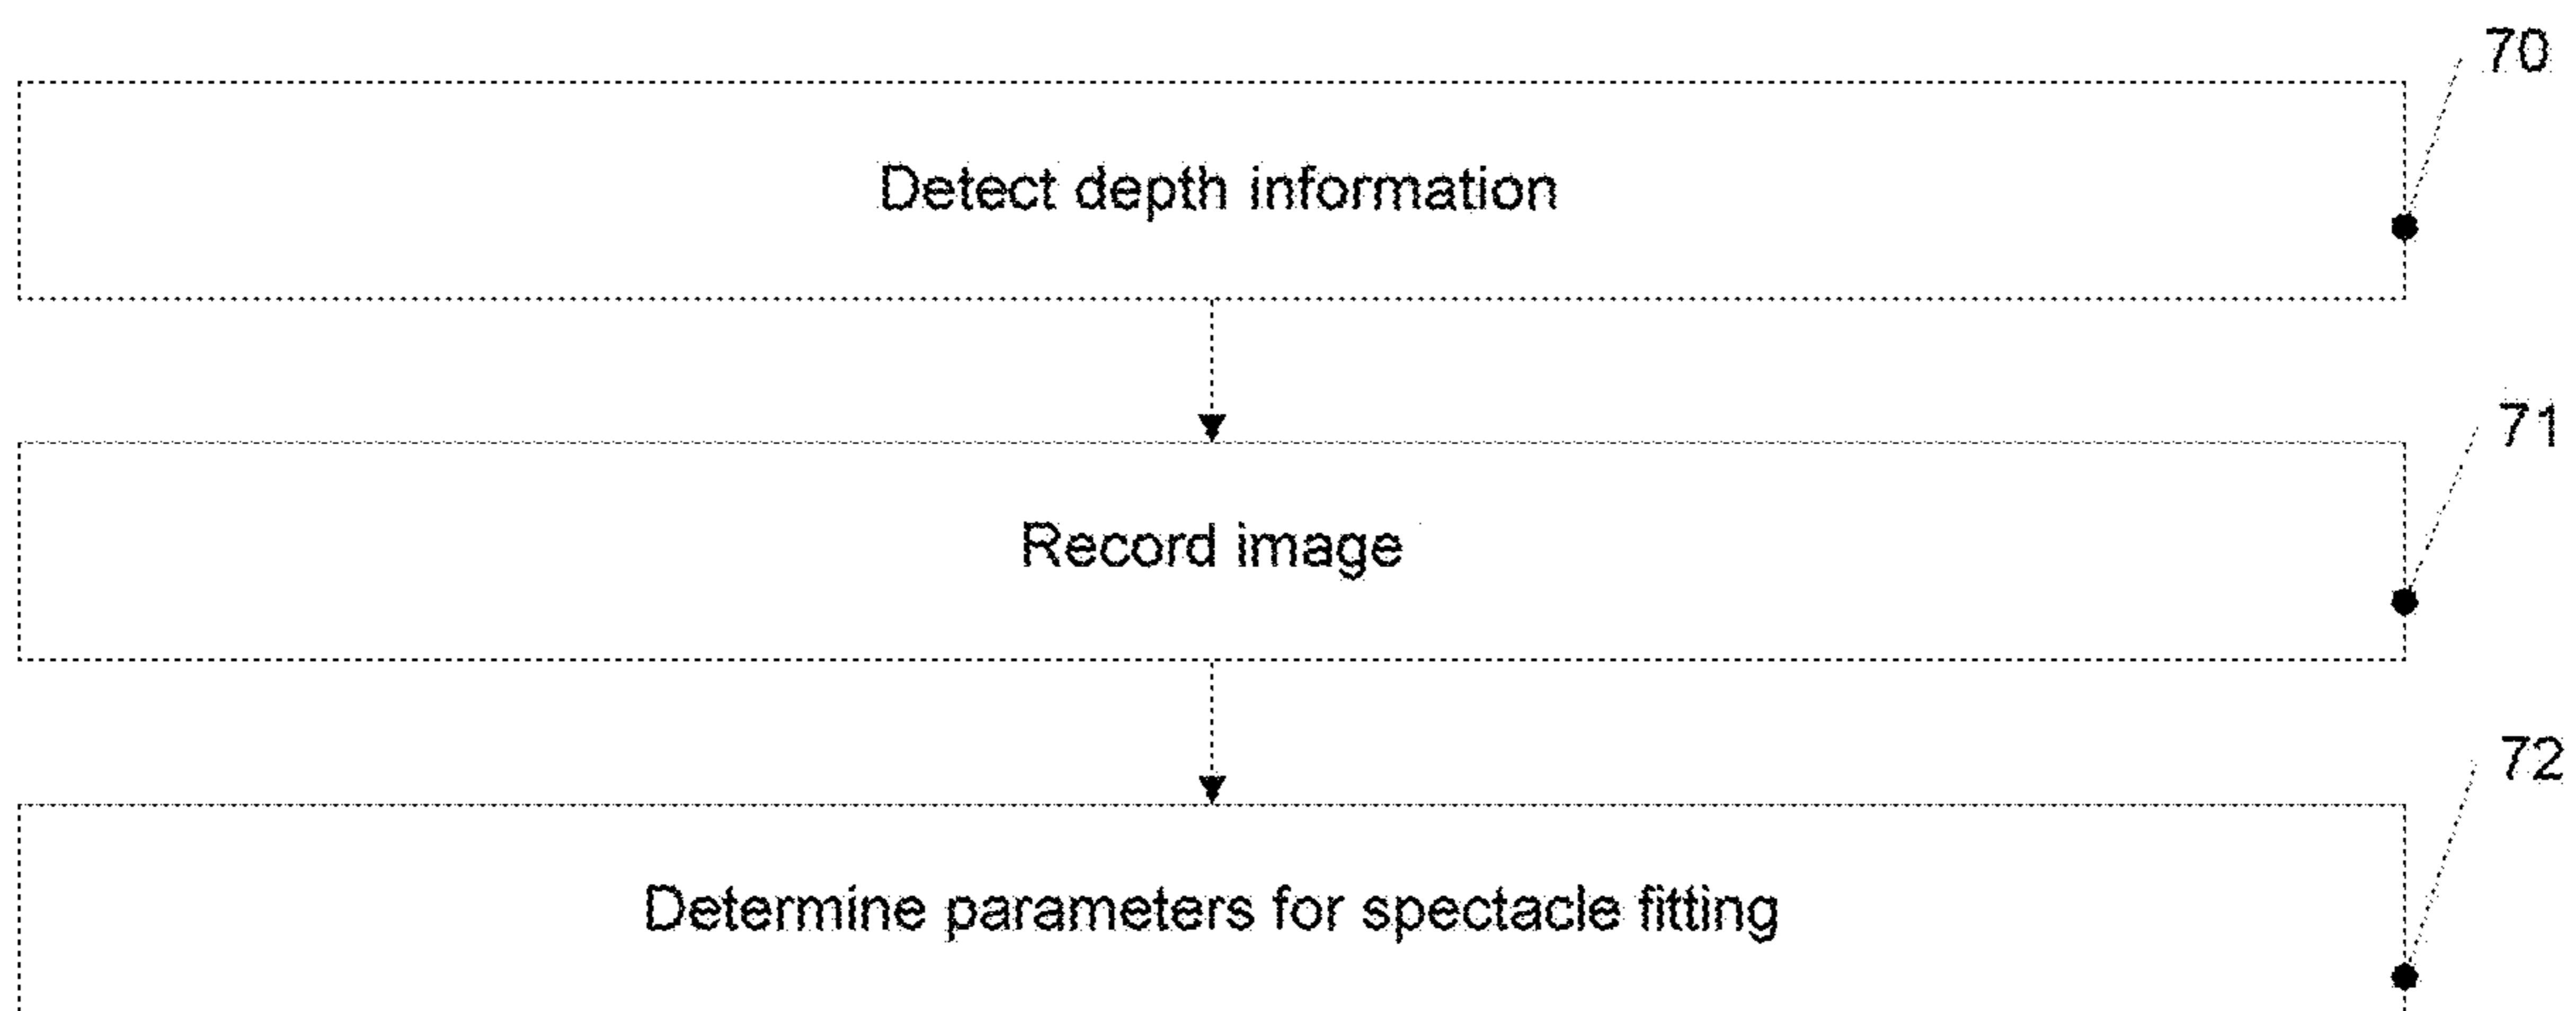 70
Detect depth information
71
Record image
72
Determine parameters for spectacle fitting